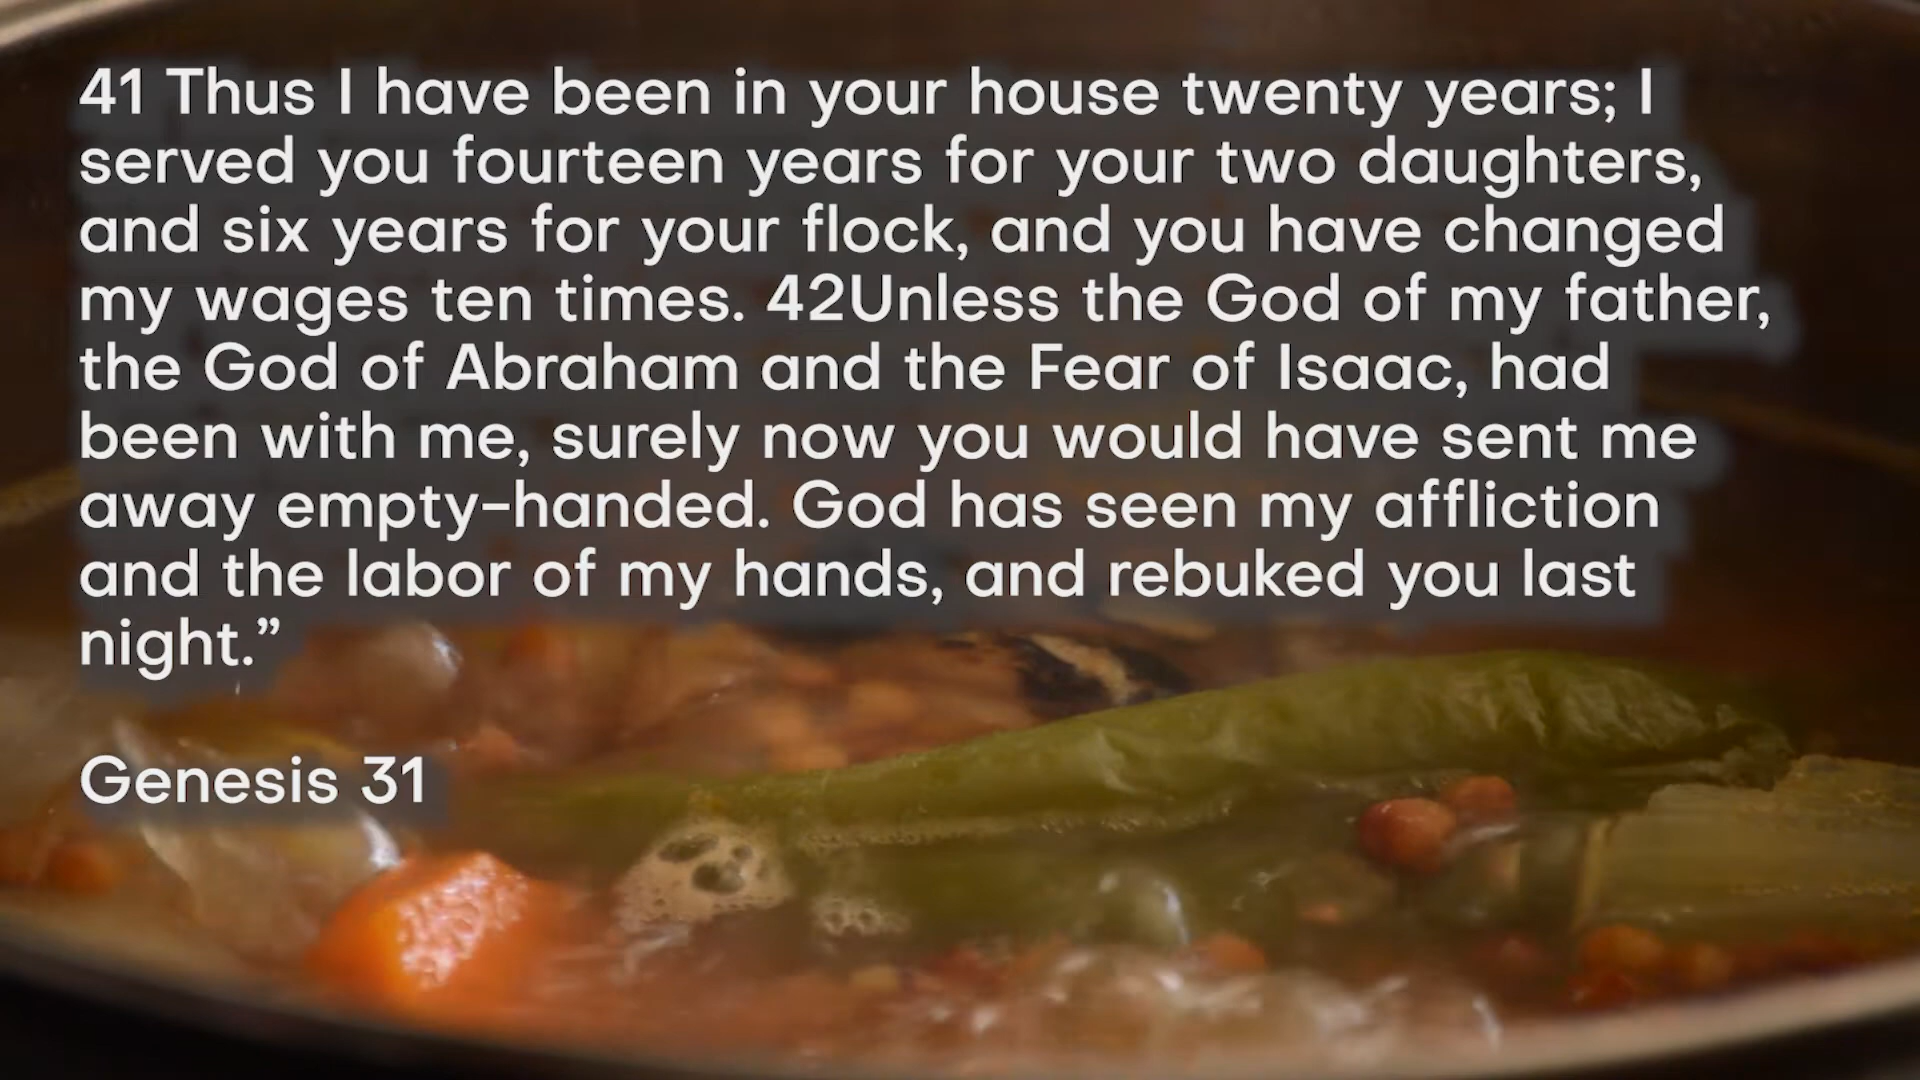 41 Thus I have been in your house twenty years; I
served you fourteen years for your two daughters,
and six years for your flock, and you have changed
my wages ten times. 42Unless the God of my father,
the God of Abraham and the Fear of Isaac, had
been with me, surely now you would have sent me
away empty-handed. God has seen my affliction
and the labor of my hands, and rebuked you last
night.”
Genesis 31